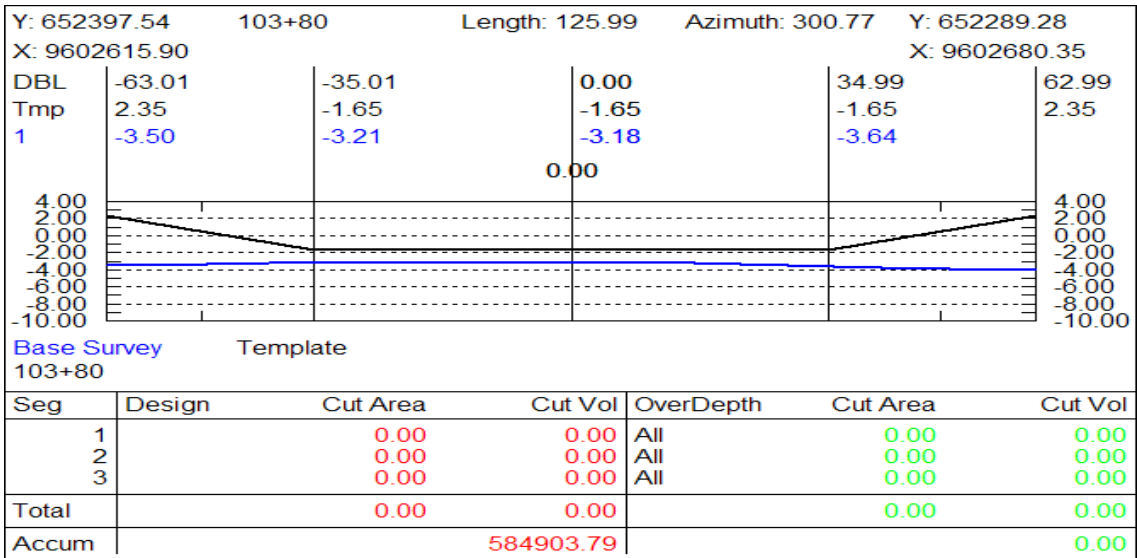 Y: 652397.54 103+80 Length: 125.99 Azimuth: 300.77 Y: 652289.28
X: 9602615.90 X: 9602680.35
DBL -63.01 -35.01 0.00 34.99 62.99
Tmp 2.35 -1.65 -1.65 -1.65 2.35
1 -3.50 -3.21 -3.18 -3.64
0.00
4.00 4.00
2.00 2.00
0.00 0.00
-2.00 -2.00
-4.00 -4.00
-6.00 -6.00
-8.00 -8.00
-10.00 -10.00
Base Survey Template
103+80
Seg Design Cut Area Cut Vol OverDepth Cut Area Cut Vol
1 0.00 0.00 All 0.00 0.00
2 0.00 0.00 All 0.00 0.00
3 0.00 0.00 All 0.00 0.00
Total 0.00 0.00 0.00 0.00
Accum 584903.79 0.00